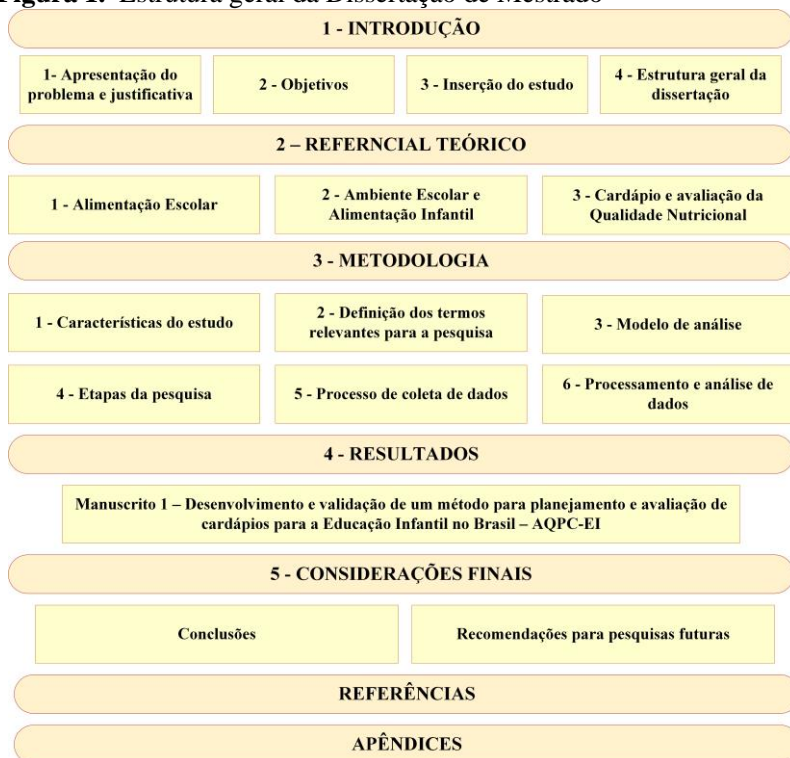 Figura 1. Estrutura geral da Dissertação de Mestrado
1 - INTRODUÇÃO
1- Apresentação do
problema e justificativa
2 - Objetivos
3 - Inserção do estudo
4 - Estrutura geral da
dissertação
2 – REFERNCIAL TEÓRICO
1 - Alimentação Escolar
2 - Ambiente Escolar e
Alimentação Infantil
3 - Cardápio e avaliação da
Qualidade Nutricional
3 - METODOLOGIA
1 - Características do estudo
2 - Definição dos termos
relevantes para a pesquisa
3 - Modelo de análise
4 - Etapas da pesquisa
5 - Processo de coleta de dados
6 - Processamento e análise de
dados
4 - RESULTADOS
Manuscrito 1 – Desenvolvimento e validação de um método para planejamento e avaliação de
cardápios para a Educação Infantil no Brasil – AQPC-EI
5 - CONSIDERAÇÕES FINAIS
Conclusões
Recomendações para pesquisas futuras
REFERÊNCIAS
APÊNDICES